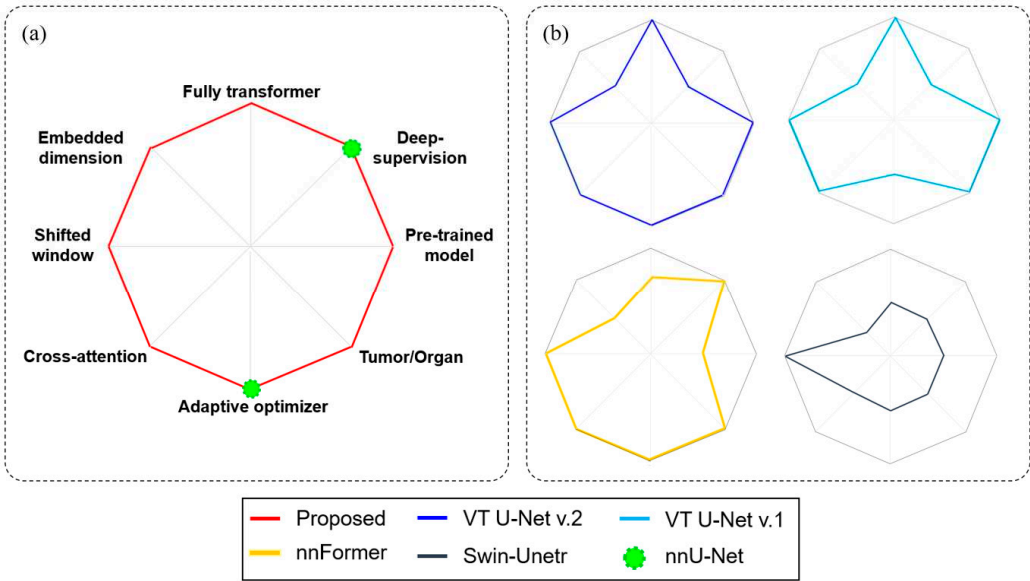 (a)
(b)
Fully transformer
Embedded
dimension
Deep-
supervision
Shifted
window
Pre-trained
model
Cross-attention
Tumor/Organ
Adaptive optimizer
Proposed
VT U-Net v.2
VT U-Net v.1
nnFormer
Swin-Unetr
nnU-Net